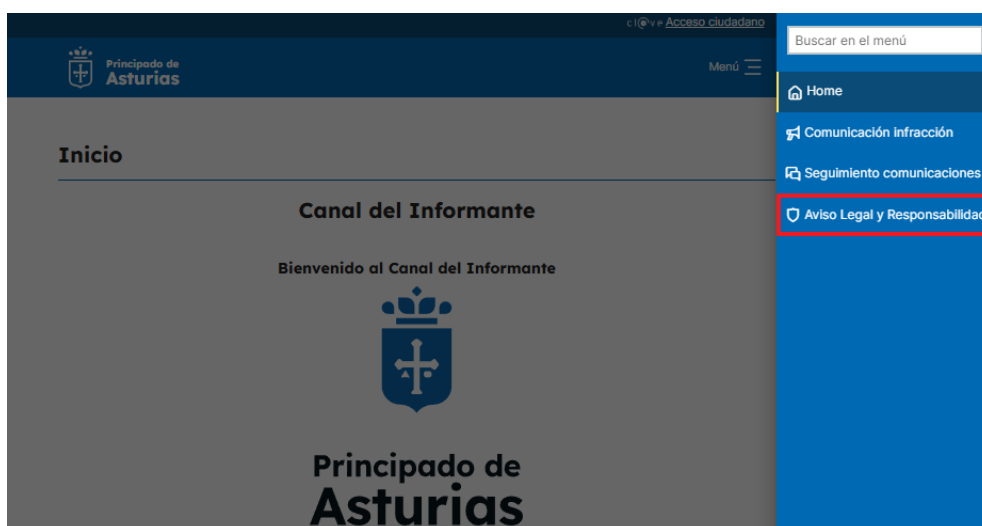 cl@ve Acceso ciudadano
Principado de
Asturias
Menú
Inicio
Canal del Informante
Bienvenido al Canal del Informante
Principado de
Asturias
Buscar en el menú
Home
Comunicación infracción
Seguimiento comunicaciones
Aviso Legal y